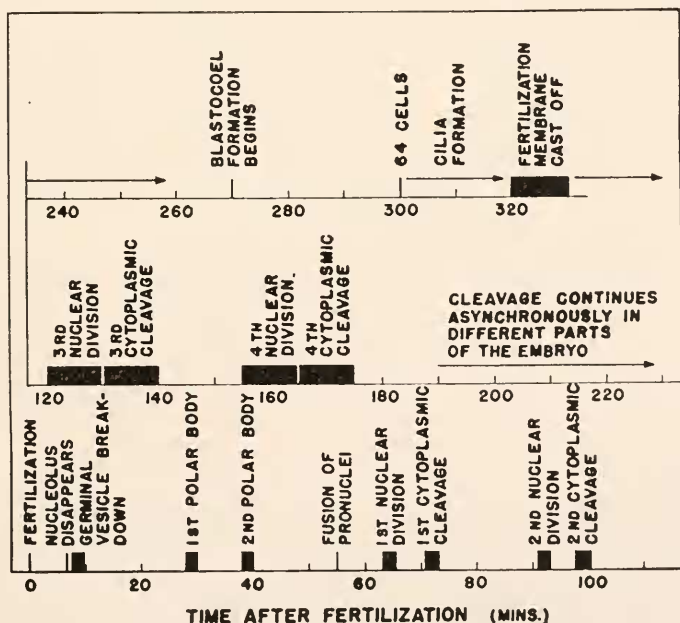 BLASTOCOEL
FORMATION
BEGINS
64 CELLS
CILIA
FORMATION
FERTILIZATION
MEMBRANE
CAST OFF
240 260 280 300 320
3RD
NUCLEAR
DIVISION
3RD
CYTOPLASMIC
CLEAVAGE
4TH
NUCLEAR
DIVISION.
4TH
CYTOPLASMIC
CLEAVAGE
CLEAVAGE CONTINUES
ASYNCHRONOUSLY IN
DIFFERENT PARTS
OF THE EMBRYO
120 140 160 180 200 220
FERTILIZATION
NUCLEOLUS
DISAPPEARS
GERMINAL
VESICLE BREAK-
DOWN
1ST POLAR BODY
2ND POLAR BODY
FUSION OF
PRONUCLEI
1ST NUCLEAR
DIVISION
1ST CYTOPLASMIC
CLEAVAGE
2ND NUCLEAR
DIVISION
2ND CYTOPLASMIC
CLEAVAGE
0 20 40 60 80 100
TIME AFTER FERTILIZATION (MINS.)